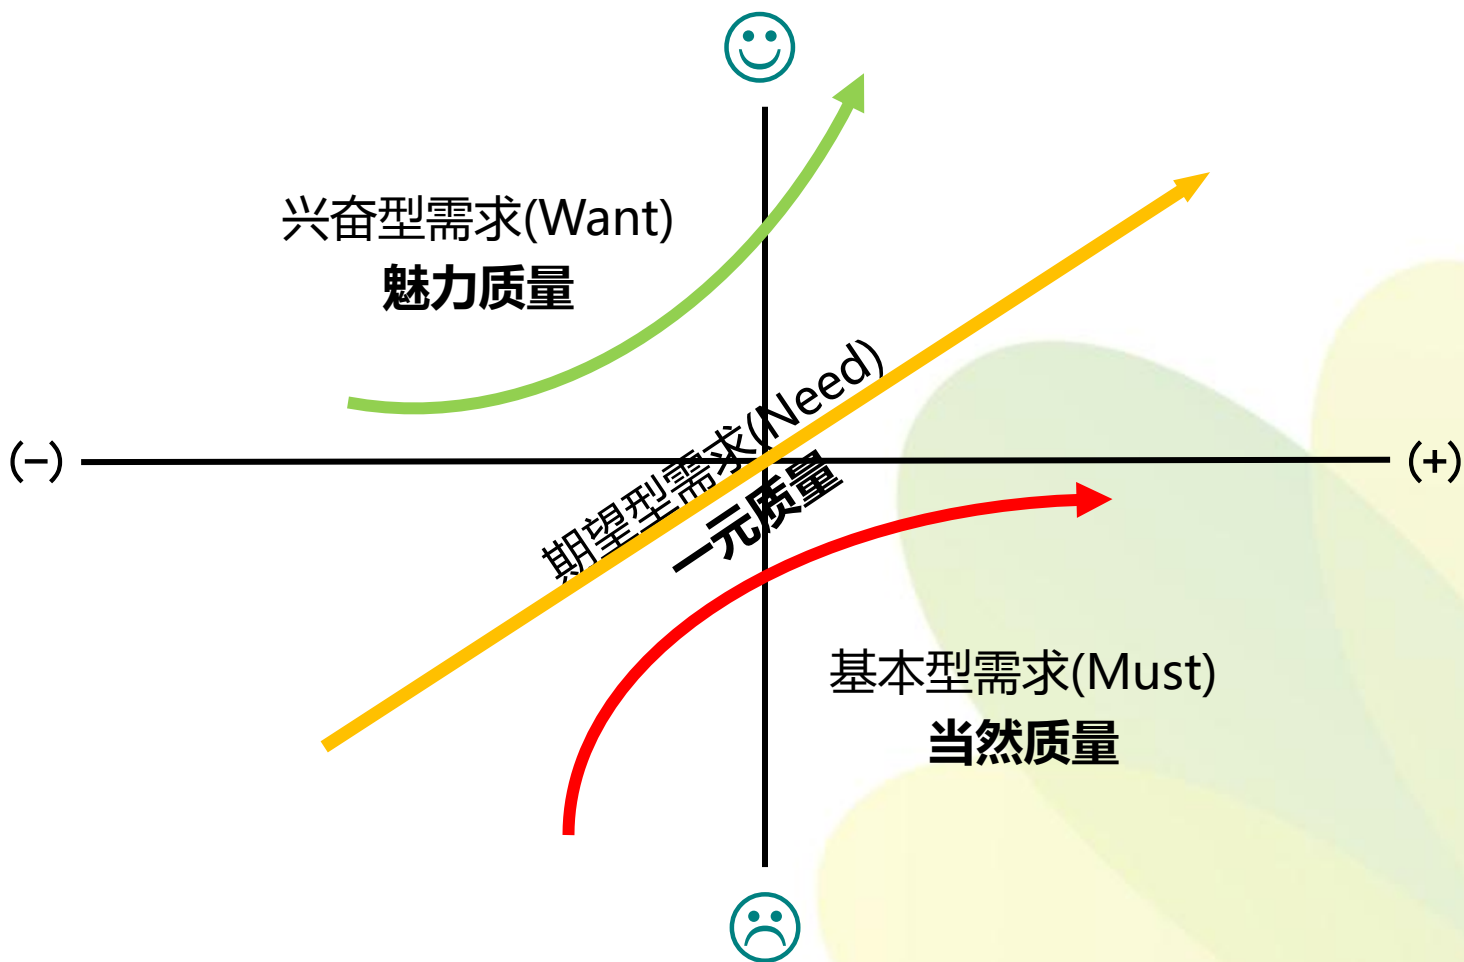 兴奋型需求(Want)
魅力质量
期望型需求(Need)
一元质量
(−)
(+)
基本型需求(Must)
当然质量